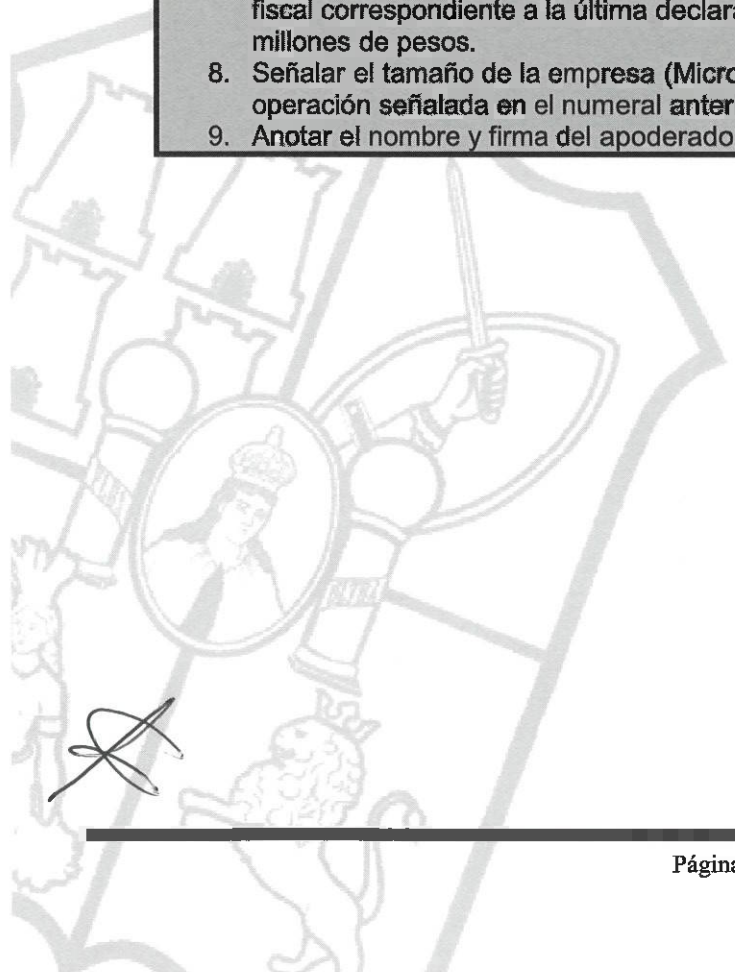 fiscal correspondiente a la última declara
millones de pesos.
8. Señalar el tamaño de la empresa (Micro
operación señalada en el numeral anter
9. Anotar el nombre y firma del apoderado
Página